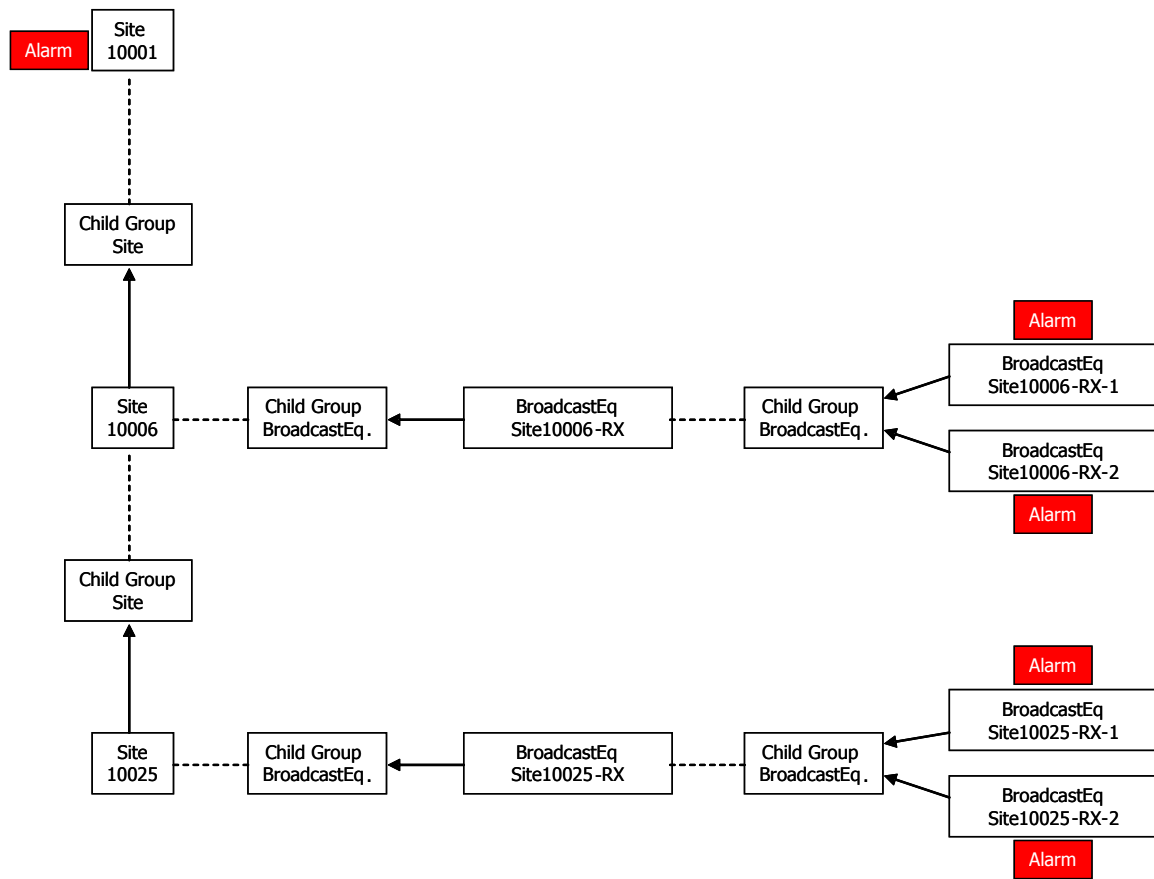 Site
10001
Alarm
Child Group
Site
Alarm
BroadcastEq
Site10006-RX-1
Site
10006
Child Group
BroadcastEq.
BroadcastEq
Site10006-RX
Child Group
BroadcastEq.
BroadcastEq
Site10006-RX-2
Alarm
Child Group
Site
Alarm
BroadcastEq
Site10025-RX-1
Site
10025
Child Group
BroadcastEq.
BroadcastEq
Site10025-RX
Child Group
BroadcastEq.
BroadcastEq
Site10025-RX-2
Alarm